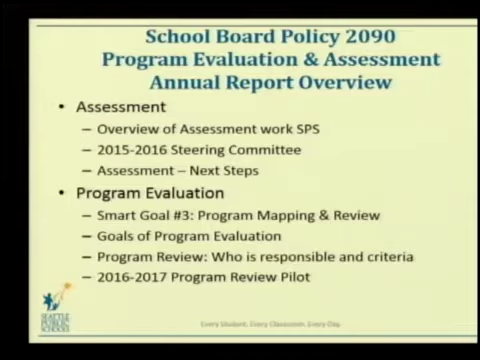 School Board Policy 2090
Program Evaluation & Assessment
Annual Report Overview
• Assessment
– Overview of Assessment work SPS
– 2015-2016 Steering Committee
– Assessment – Next Steps
• Program Evaluation
– Smart Goal #3: Program Mapping & Review
– Goals of Program Evaluation
– Program Review: Who is responsible and criteria
– 2016-2017 Program Review Pilot
SEATTLE
PUBLIC
SCHOOLS
Every Student. Every Classroom. Every Day.